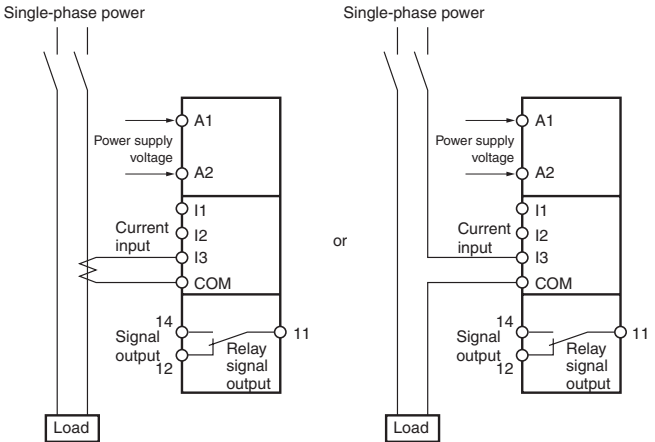 Single-phase power
A1
Power supply
voltage
A2
I1
I2
Current
input
I3
COM
14
Signal
output
12
Relay
signal
output
11
Load
or
Single-phase power
A1
Power supply
voltage
A2
I1
I2
Current
input
I3
COM
14
Signal
output
12
Relay
signal
output
11
Load